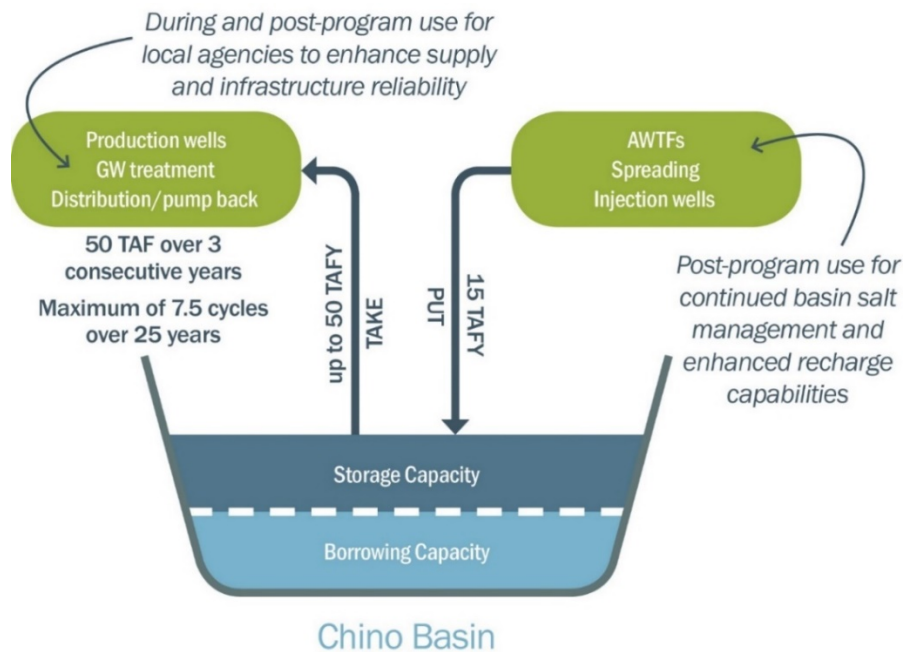 During and post-program use for
local agencies to enhance supply
and infrastructure reliability
Production wells
GW treatment
Distribution/pump back
AWTFs
Spreading
Injection wells
50 TAF over 3
consecutive years
Maximum of 7.5 cycles
over 25 years
up to 50 TAFY
TAKE
15 TAFY
PUT
Post-program use for
continued basin salt
management and
enhanced recharge
capabilities
Storage Capacity
Borrowing Capacity
Chino Basin